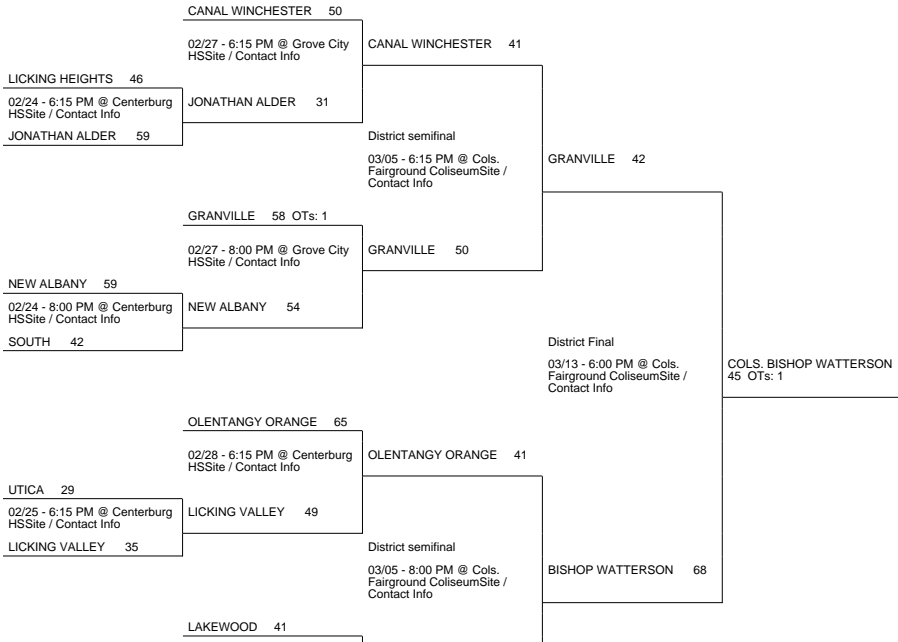 CANAL WINCHESTER 50
02/27 - 6:15 PM @ Grove City
HSSite / Contact Info
CANAL WINCHESTER 41
LICKING HEIGHTS 46
02/24 - 6:15 PM @ Centerburg
HSSite / Contact Info
JONATHAN ALDER 31
JONATHAN ALDER 59
District semifinal
03/05 - 6:15 PM @ Cols.
Fairground ColiseumSite /
Contact Info
GRANVILLE 42
GRANVILLE 58 OTs: 1
02/27 - 8:00 PM @ Grove City
HSSite / Contact Info
GRANVILLE 50
NEW ALBANY 59
02/24 - 8:00 PM @ Centerburg
HSSite / Contact Info
NEW ALBANY 54
SOUTH 42
District Final
03/13 - 6:00 PM @ Cols.
Fairground ColiseumSite /
Contact Info
COLS. BISHOP WATTERSON
45 OTs: 1
OLENTANGY ORANGE 65
02/28 - 6:15 PM @ Centerburg
HSSite / Contact Info
OLENTANGY ORANGE 41
UTICA 29
02/25 - 6:15 PM @ Centerburg
HSSite / Contact Info
LICKING VALLEY 49
LICKING VALLEY 35
District semifinal
03/05 - 8:00 PM @ Cols.
Fairground ColiseumSite /
Contact Info
BISHOP WATTERSON 68
LAKEWOOD 41